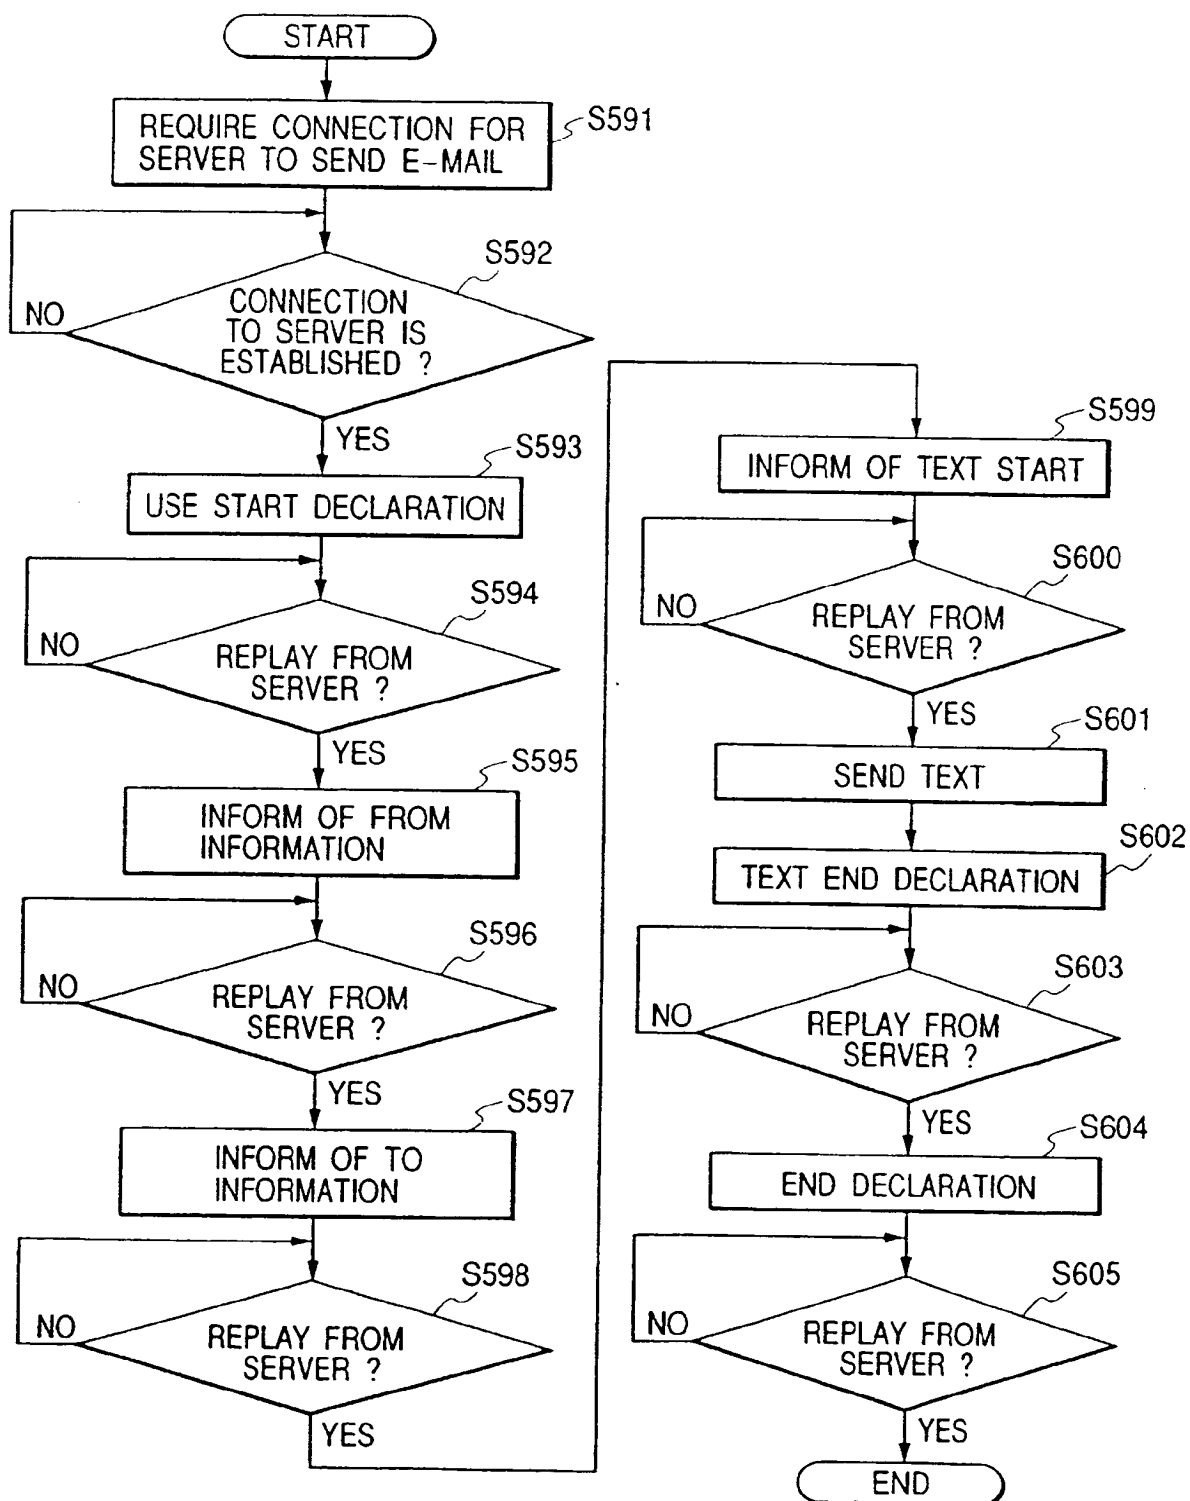 START
REQUIRE CONNECTION FOR
SERVER TO SEND E-MAIL
S591
S592
CONNECTION
TO SERVER IS
ESTABLISHED ?
NO
YES
S593
USE START DECLARATION
S594
REPLAY FROM
SERVER ?
NO
YES
S595
INFORM OF FROM
INFORMATION
S596
REPLAY FROM
SERVER ?
NO
YES
S597
INFORM OF TO
INFORMATION
S598
REPLAY FROM
SERVER ?
NO
YES
S599
INFORM OF TEXT START
S600
REPLAY FROM
SERVER ?
NO
YES
S601
SEND TEXT
S602
TEXT END DECLARATION
S603
REPLAY FROM
SERVER ?
NO
YES
S604
END DECLARATION
S605
REPLAY FROM
SERVER ?
NO
YES
END